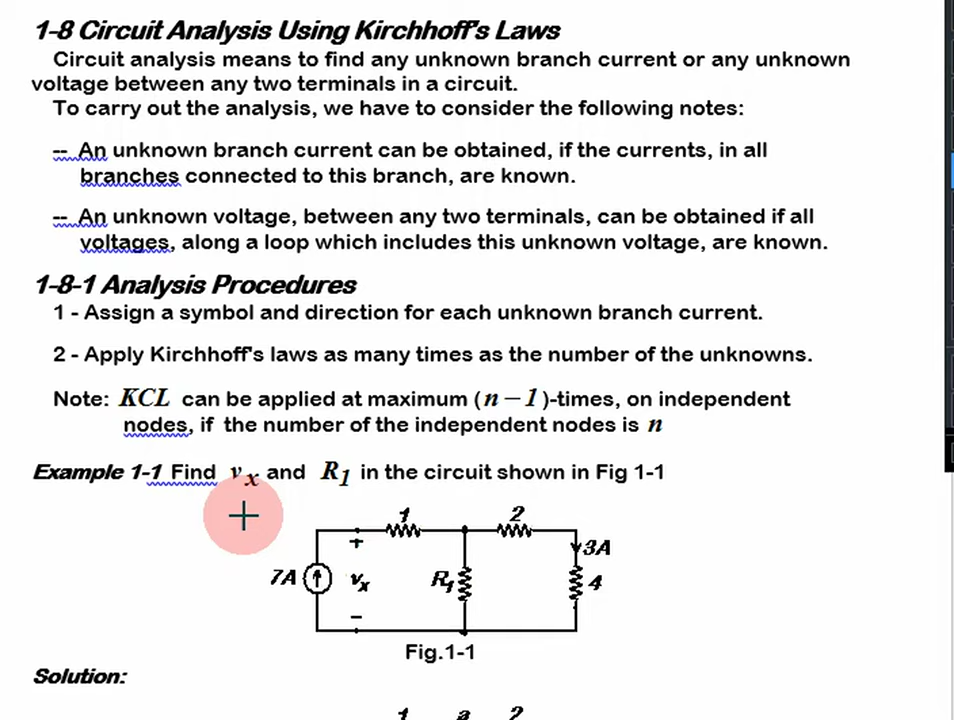 1-8 Circuit Analysis Using Kirchhoff's Laws
Circuit analysis means to find any unknown branch current or any unknown
voltage between any two terminals in a circuit.
To carry out the analysis, we have to consider the following notes:
-- An unknown branch current can be obtained, if the currents, in all
branches connected to this branch, are known.
-- An unknown voltage, between any two terminals, can be obtained if all
voltages, along a loop which includes this unknown voltage, are known.
1-8-1 Analysis Procedures
1 - Assign a symbol and direction for each unknown branch current.
2 - Apply Kirchhoff's laws as many times as the number of the unknowns.
Note: KCL can be applied at maximum (n – 1)-times, on independent
nodes, if the number of the independent nodes is n
Example 1-1 Find vx and R1 in the circuit shown in Fig 1-1
1 2
+ 3A
7A vx R1 4
–
Fig.1-1
Solution:
1 a 2